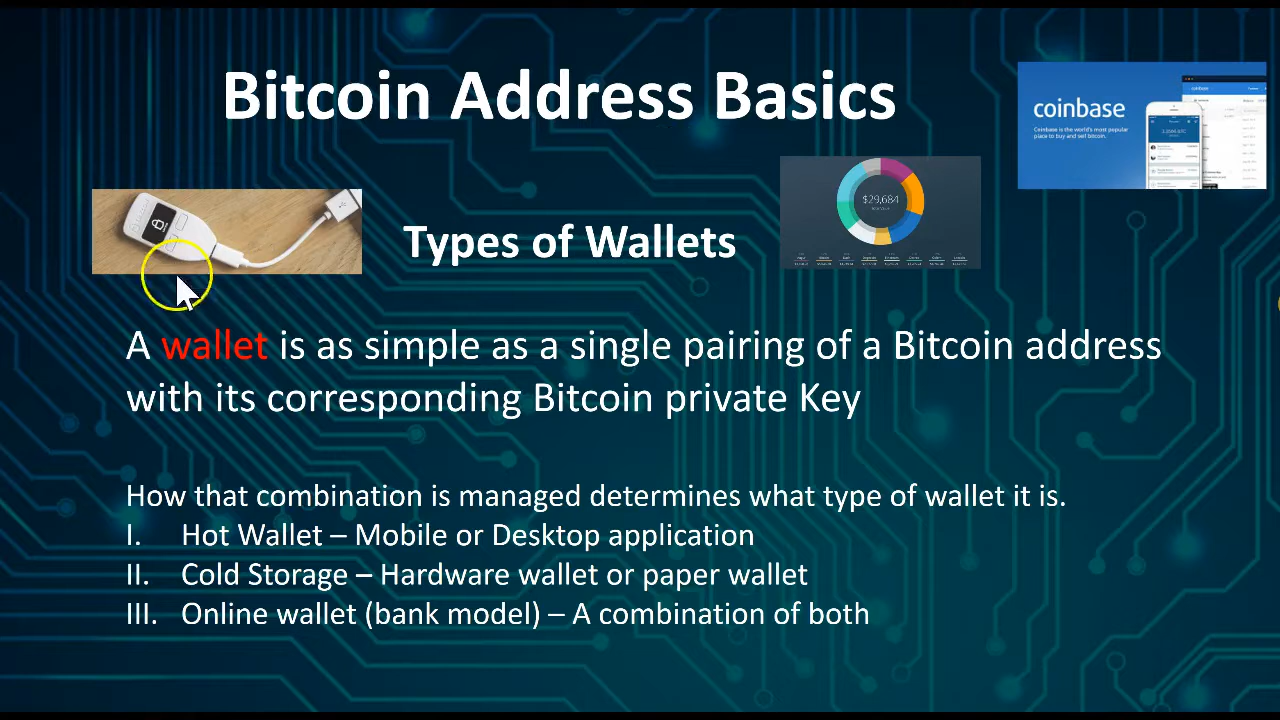 Bitcoin Address Basics
coinbase
Coinbase is the world's most popular
place to buy and sell bitcoin.
$29,684
Types of Wallets
A wallet is as simple as a single pairing of a Bitcoin address
with its corresponding Bitcoin private Key
How that combination is managed determines what type of wallet it is.
I. Hot Wallet – Mobile or Desktop application
II. Cold Storage – Hardware wallet or paper wallet
III. Online wallet (bank model) – A combination of both